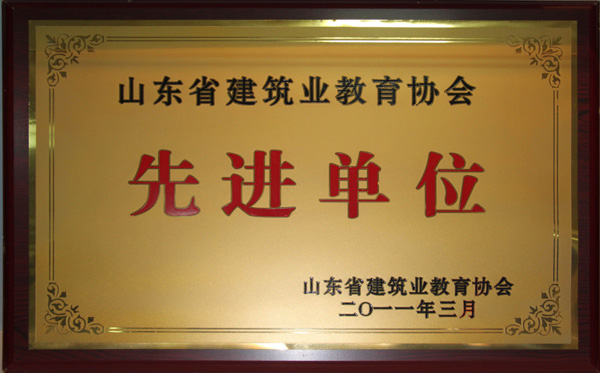 山东省建筑业教育协会
先进单位
山东省建筑业教育协会
二〇一一年三月